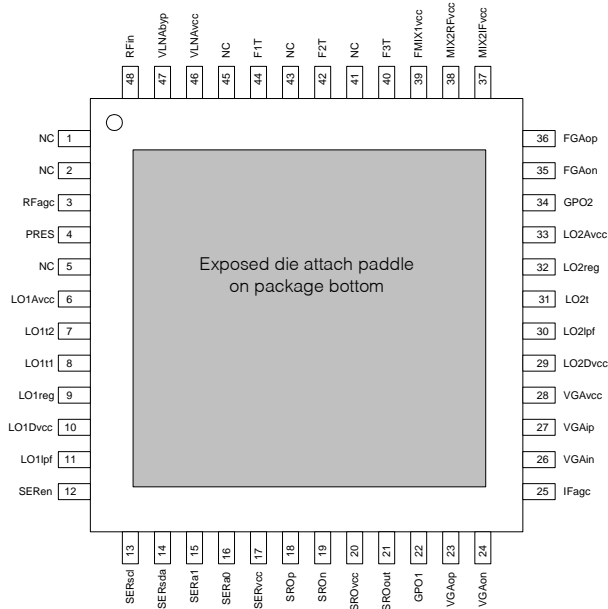 RFin
VLNAbyp
VLNAvcc
NC
F1T
NC
F2T
NC
F3T
FMIX1vcc
MIX2RFvcc
MIX2IFvcc
48
47
46
45
44
43
42
41
40
39
38
37
NC 1
NC 2
RFagc 3
PRES 4
NC 5
LO1Avcc 6
LO1t2 7
LO1t1 8
LO1reg 9
LO1Dvcc 10
LO1lpf 11
SERen 12
Exposed die attach paddle
on package bottom
36 FGAop
35 FGAon
34 GPO2
33 LO2Avcc
32 LO2reg
31 LO2t
30 LO2lpf
29 LO2Dvcc
28 VGAvcc
27 VGAip
26 VGAin
25 IFagc
13
14
15
16
17
18
19
20
21
22
23
24
SERscl
SERsda
SERa1
SERa0
SERvcc
SROp
SROn
SROvcc
SROout
GPO1
VGAop
VGAon